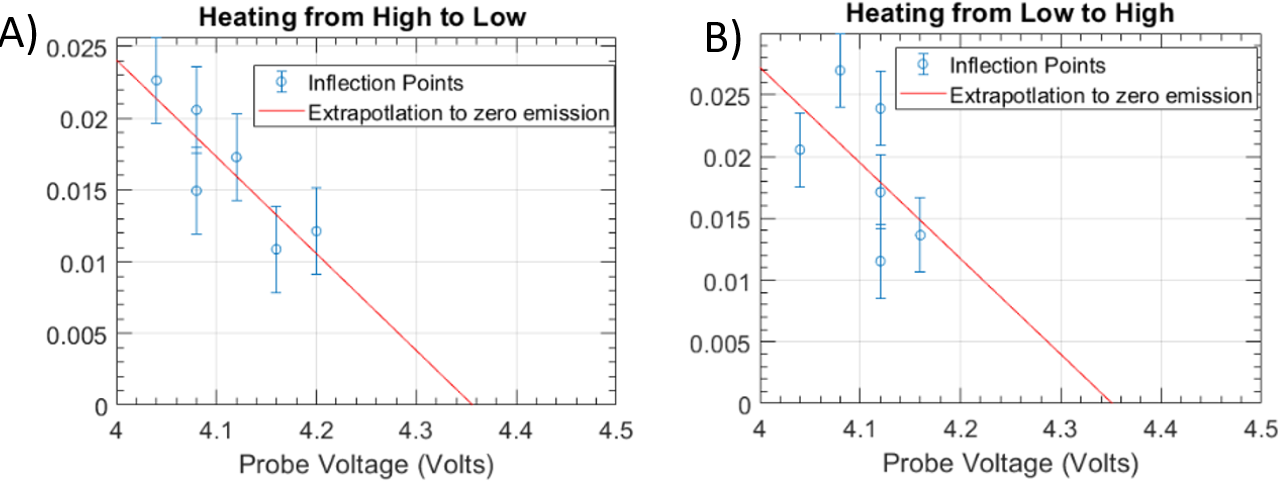 A)
Heating from High to Low
Inflection Points
Extrapotlation to zero emission
0.025
0.02
0.015
0.01
0.005
0
4 4.1 4.2 4.3 4.4 4.5
Probe Voltage (Volts)
B)
Heating from Low to High
Inflection Points
Extrapotlation to zero emission
0.025
0.02
0.015
0.01
0.005
0
4 4.1 4.2 4.3 4.4 4.5
Probe Voltage (Volts)